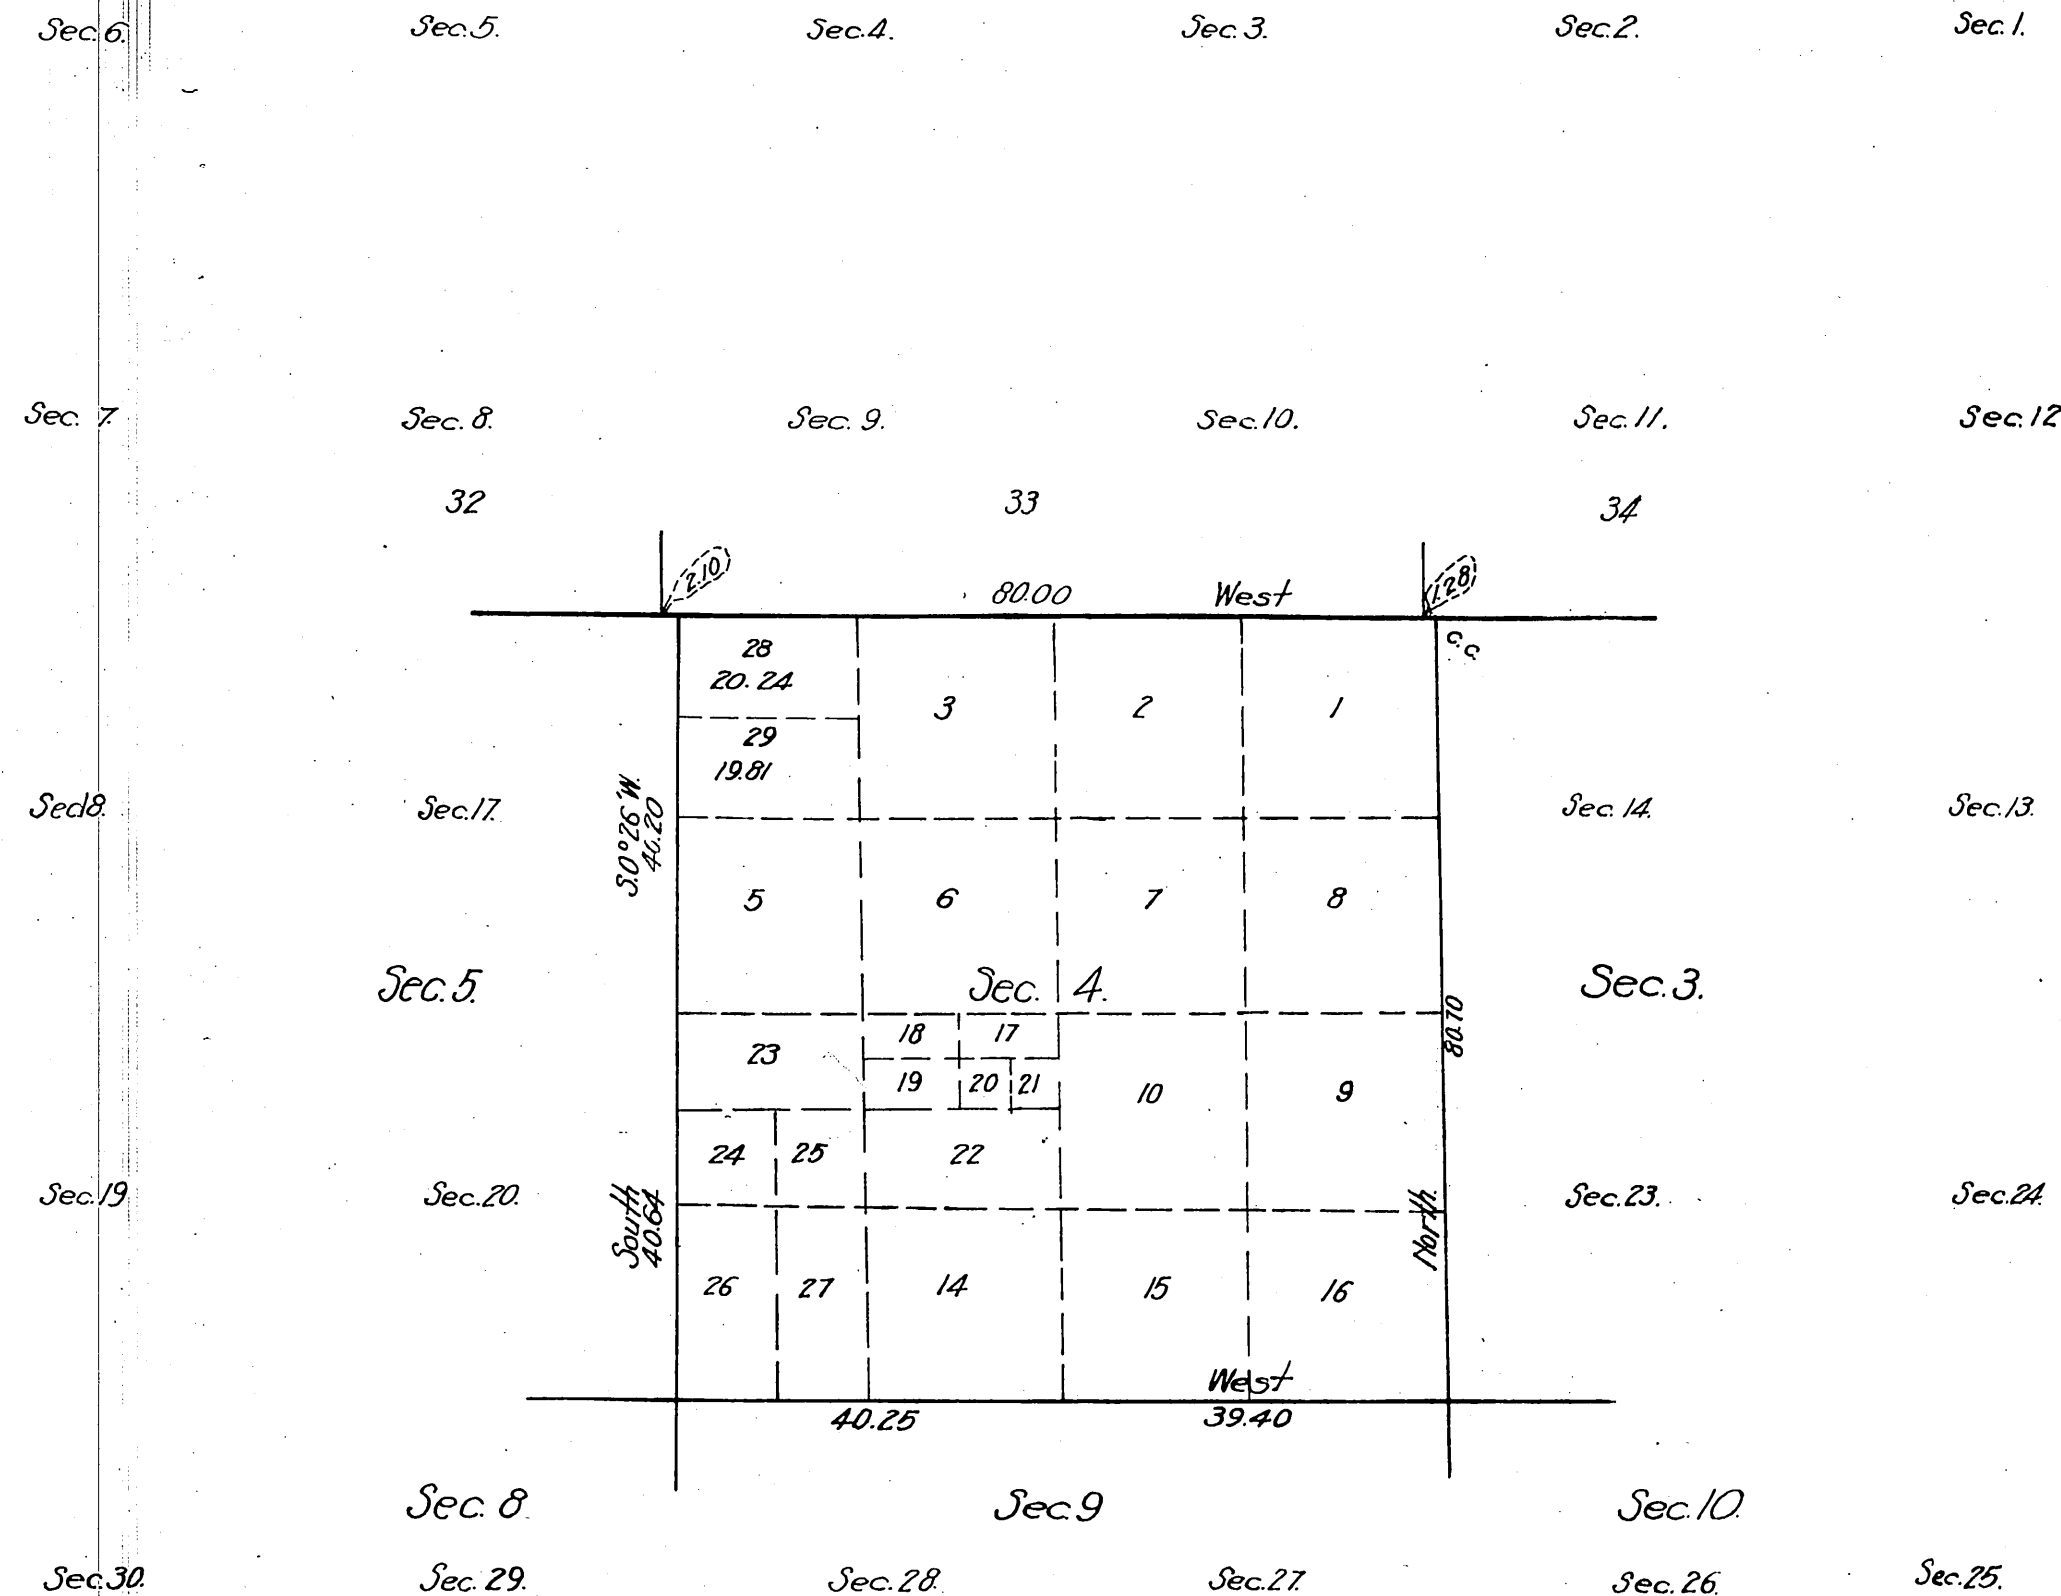 Sec. 6.
Sec. 5.
Sec. 4.
Sec. 3.
Sec. 2.
Sec. 1.
Sec. 7.
Sec. 8.
Sec. 9.
Sec. 10.
Sec. 11.
Sec. 12
32
33
34
2.10
80.00
West
1.28
C.C.
28
20.24
3
2
1
29
19.81
S.0°26'W.
40.20
Sec 18.
Sec. 17.
Sec. 14.
Sec. 13.
5
6
7
8
Sec. 5.
Sec. 4.
Sec. 3.
80.70
18
17
23
19
20
21
10
9
24
25
22
Sec. 19
Sec. 20.
Sec. 23.
Sec. 24.
South
40.64
North
26
27
14
15
16
West
40.25
39.40
Sec. 8
Sec. 9
Sec. 10.
Sec. 30.
Sec. 29.
Sec. 28.
Sec. 27.
Sec. 26.
Sec. 25.